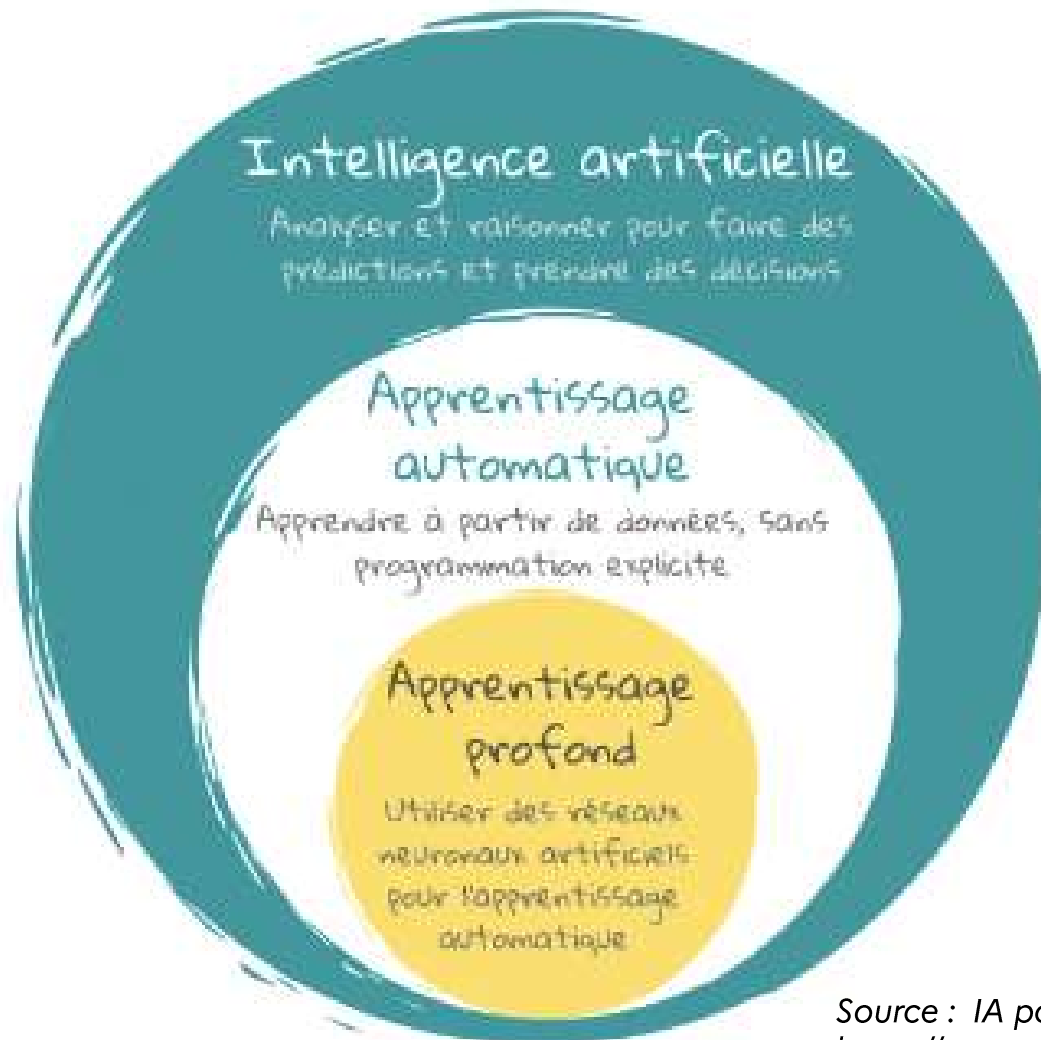 Intelligence artificielle
Analyser et raisonner pour faire des
prédictions et prendre des décisions
Apprentissage
automatique
Apprendre à partir de données, sans
programmation explicite
Apprentissage
profond
Utiliser des réseaux
neuronaux artificiels
pour l'apprentissage
automatique
Source : IA